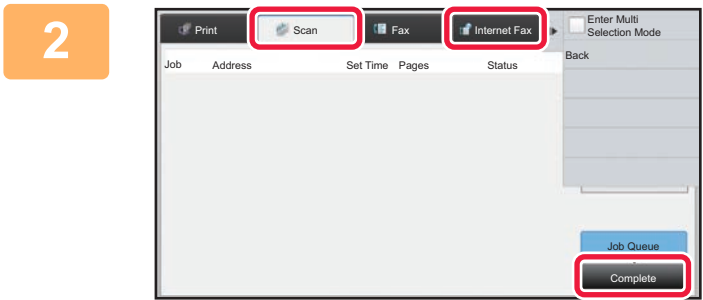 2
Print Scan Fax Internet Fax
Enter Multi
Selection Mode
Back
Job Address Set Time Pages Status
Job Queue
Complete